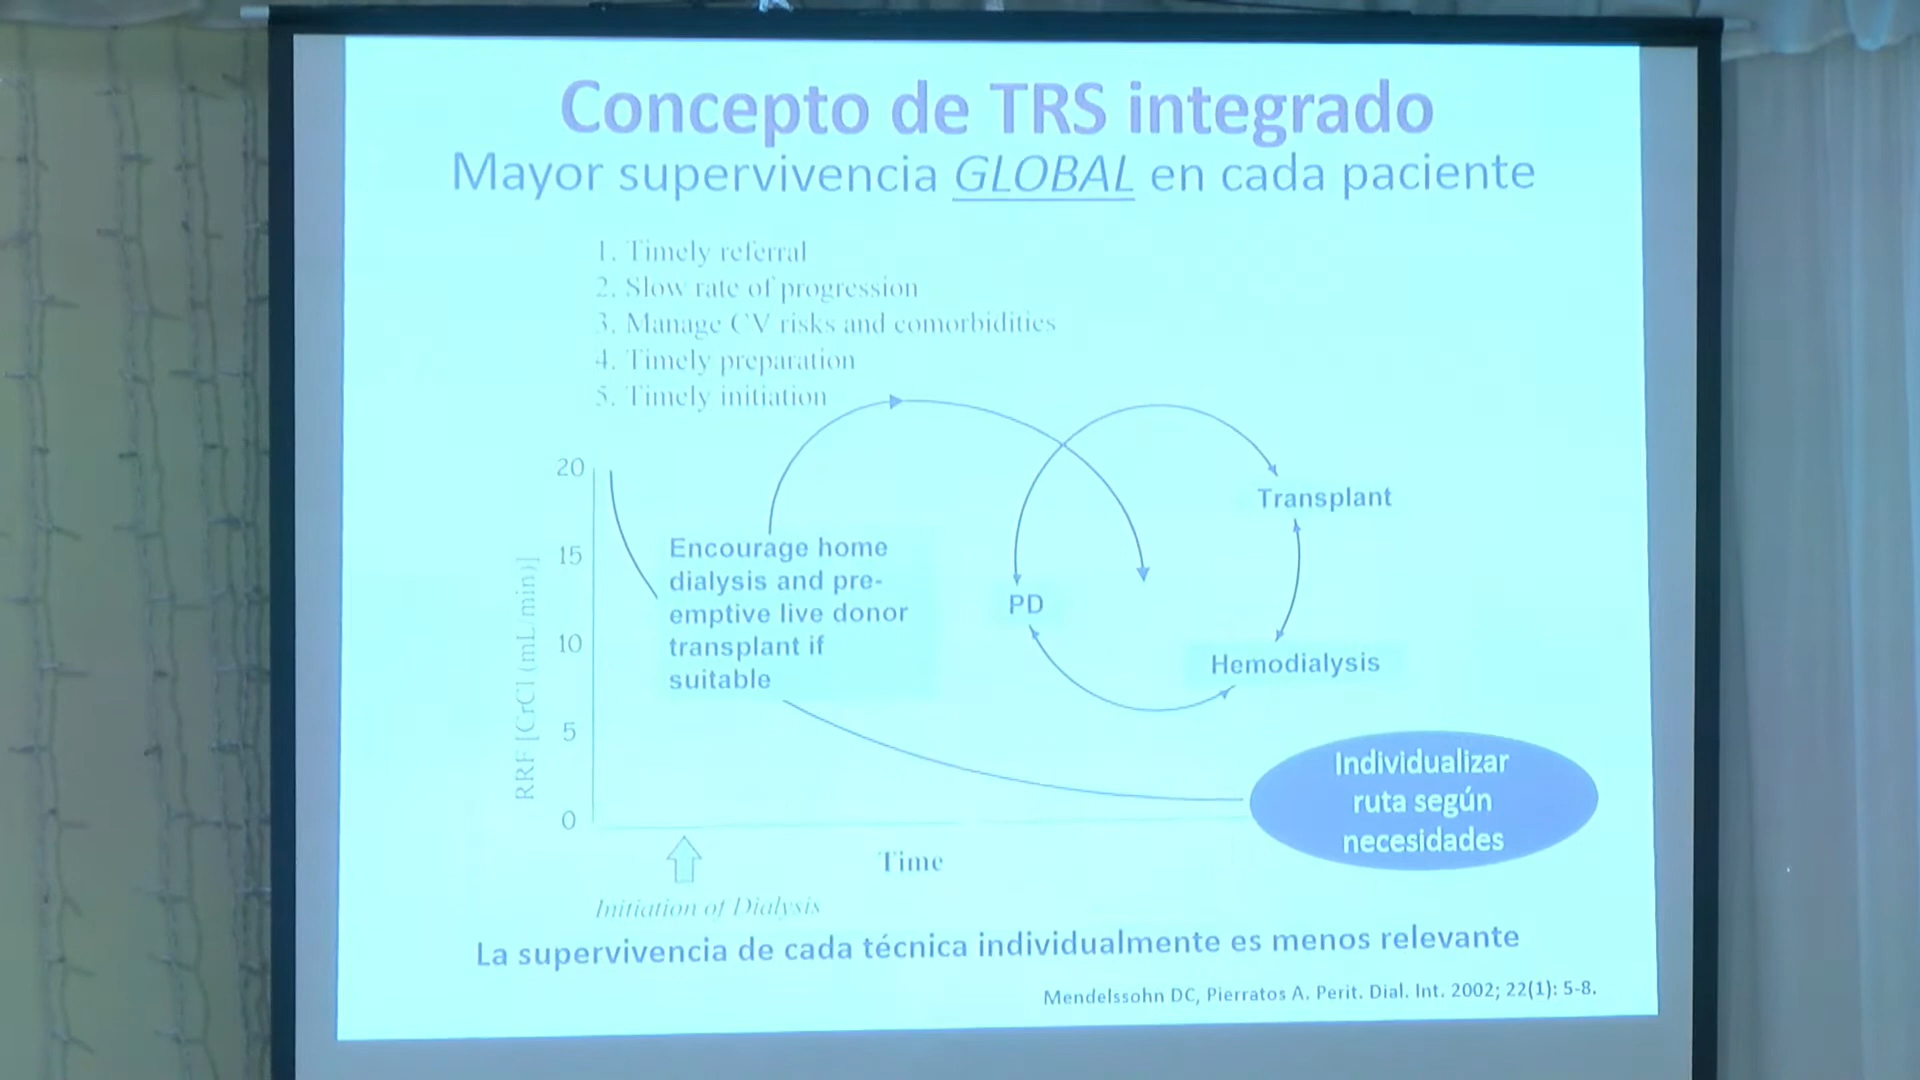 Concepto de TRS integrado
Mayor supervivencia GLOBAL en cada paciente
1. Timely referral
2. Slow rate of progression
3. Manage CV risks and comorbidities
4. Timely preparation
5. Timely initiation
20
15
10
5
0
RRF [CrCl (mL/min)]
Encourage home
dialysis and pre-
emptive live donor
transplant if
suitable
Transplant
PD
Hemodialysis
Individualizar
ruta según
necesidades
Time
Initiation of Dialysis
La supervivencia de cada técnica individualmente es menos relevante
Mendelssohn DC, Pierratos A. Perit. Dial. Int. 2002; 22(1): 5-8.